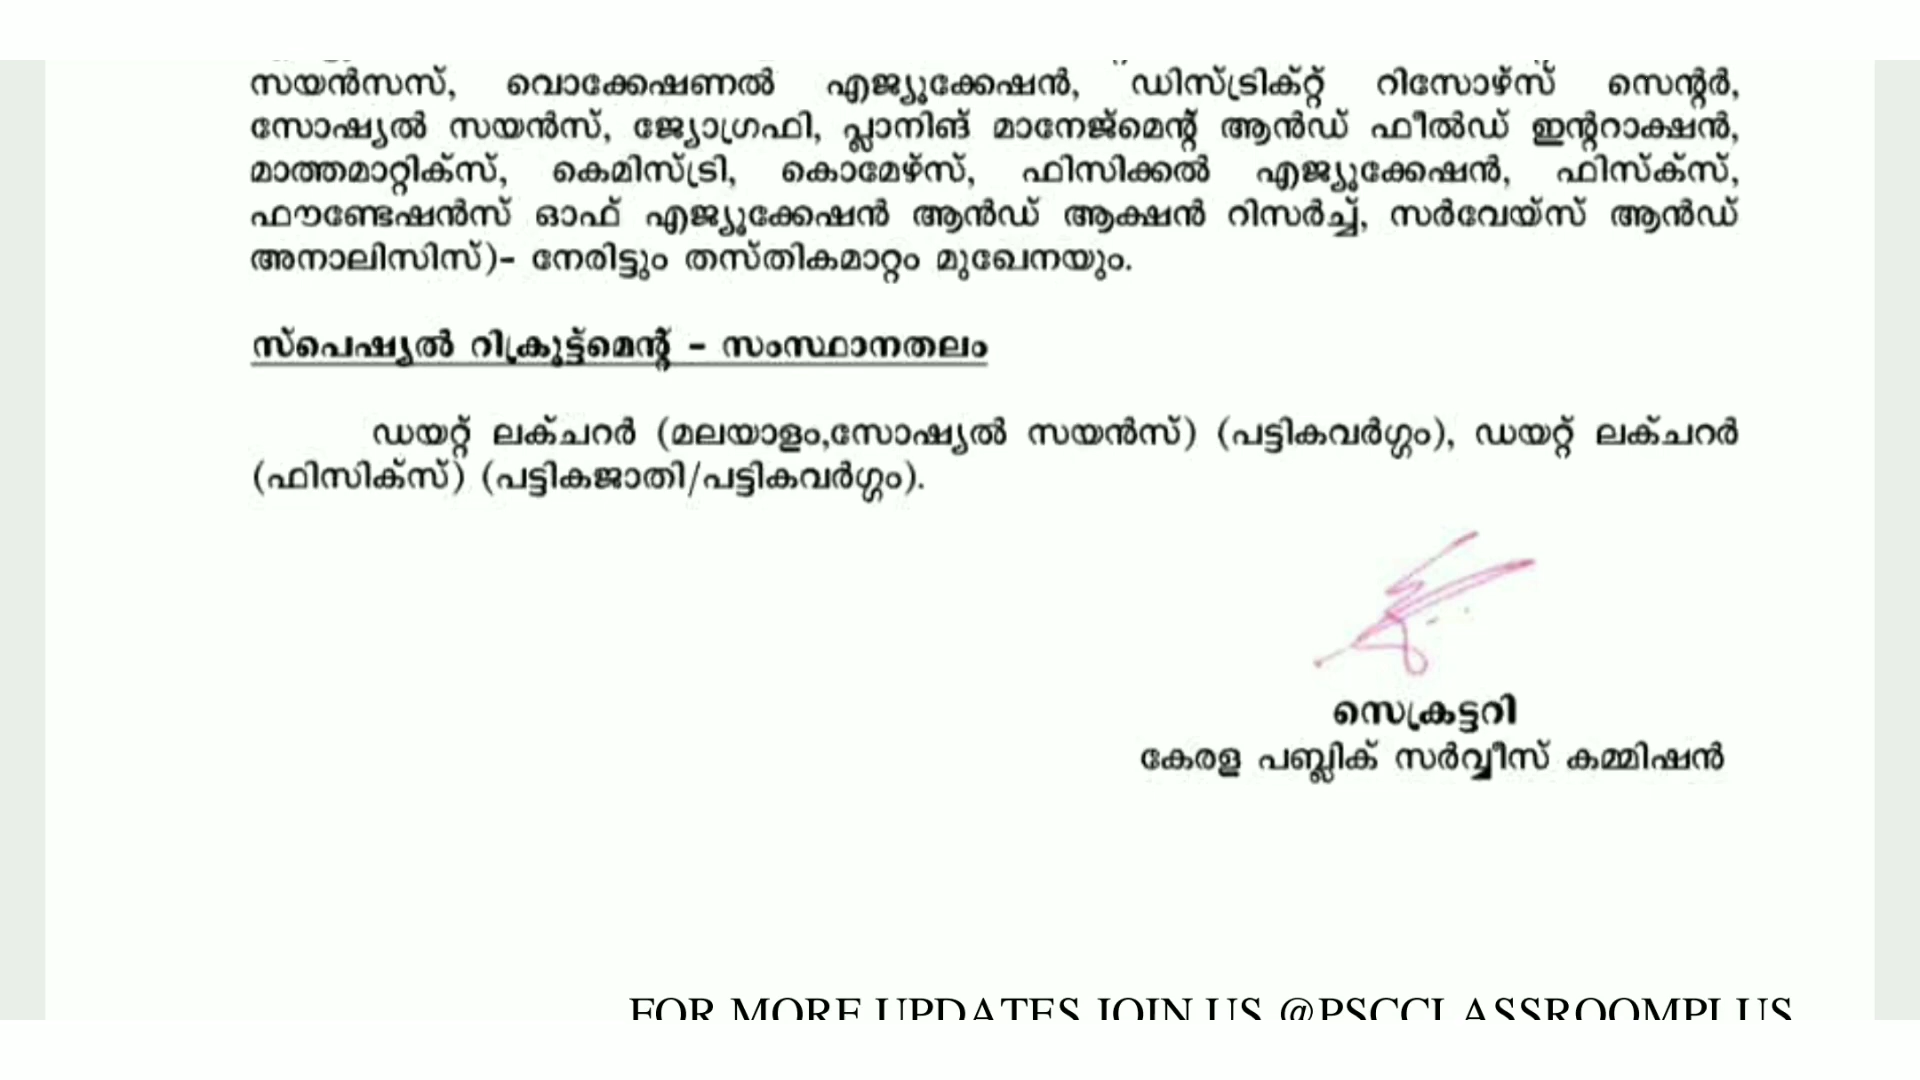 സയൻസസ്, വൊക്കേഷണൽ എജ്യൂക്കേഷൻ, ഡിസ്ട്രിക്റ്റ് റിസോഴ്സ് സെന്റർ,
സോഷ്യൽ സയൻസ്, ജ്യോഗ്രഫി, പ്ലാനിങ് മാനേജ്മെന്റ് ആൻഡ് ഫീൽഡ് ഇന്ററാക്ഷൻ,
മാത്തമാറ്റിക്സ്, കെമിസ്ട്രി, കൊമേഴ്സ്, ഫിസിക്കൽ എജ്യൂക്കേഷൻ, ഫിസ്ക്സ്,
ഫൗണ്ടേഷൻസ് ഓഫ് എജ്യൂക്കേഷൻ ആൻഡ് ആക്ഷൻ റിസർച്ച്, സർവേയ്സ് ആൻഡ്
അനാലിസിസ്)- നേരിട്ടും തസ്തികമാറ്റം മുഖേനയും.
സ്പെഷ്യൽ റിക്രൂട്ട്മെന്റ് - സംസ്ഥാനതലം
ഡയറ്റ് ലക്ചറർ (മലയാളം,സോഷ്യൽ സയൻസ്) (പട്ടികവർഗ്ഗം), ഡയറ്റ് ലക്ചറർ
(ഫിസിക്സ്) (പട്ടികജാതി/പട്ടികവർഗ്ഗം).
സെക്രട്ടറി
കേരള പബ്ലിക് സർവ്വീസ് കമ്മിഷൻ
FOR MORE UPDATES JOIN US @PSCCLASSROOMPLUS